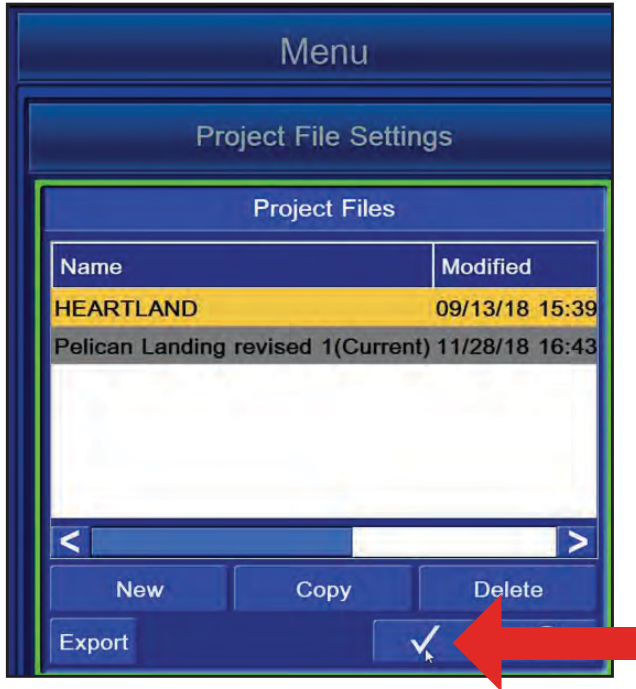 Menu
Project File Settings
Project Files
Name Modified
HEARTLAND 09/13/18 15:39
Pelican Landing revised 1(Current) 11/28/18 16:43
< >
New Copy Delete
Export ✓